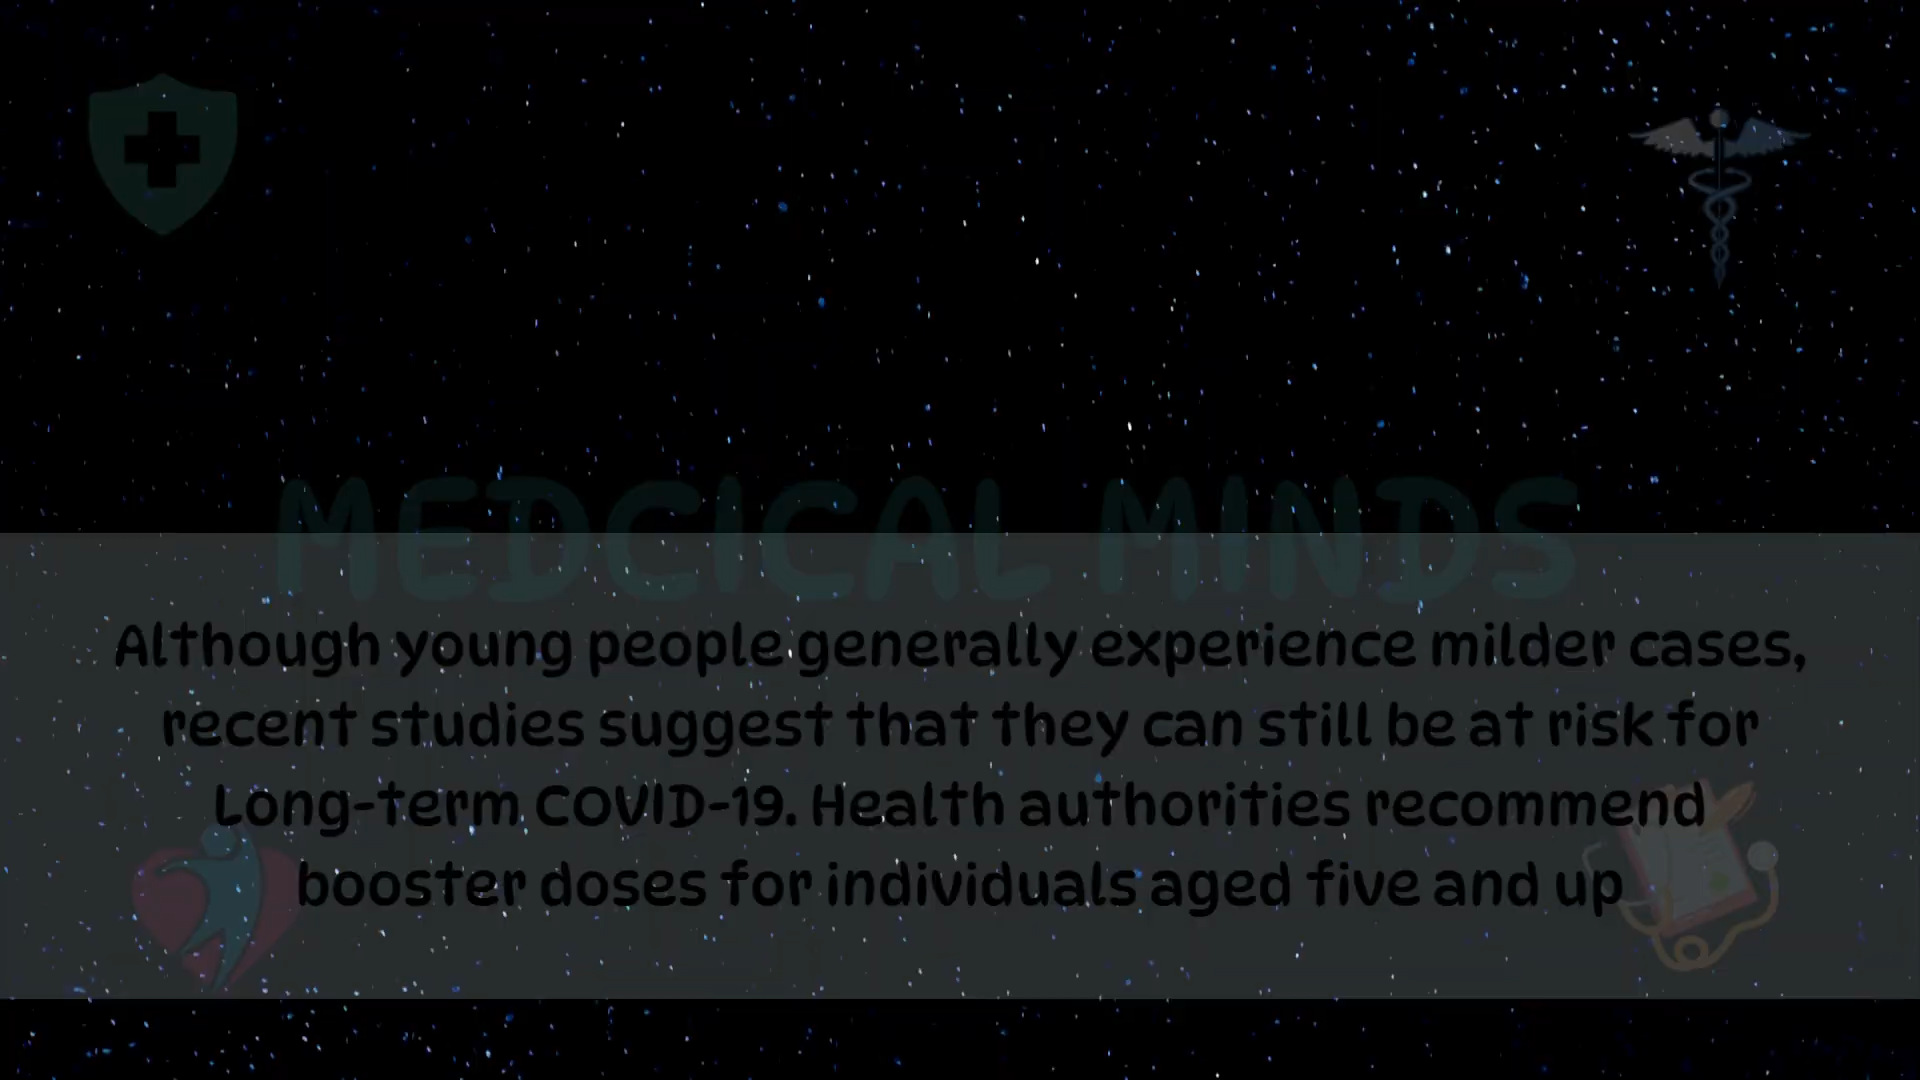 MEDCICAL MINDS
Although young people generally experience milder cases,
recent studies suggest that they can still be at risk for
Long-term COVID-19. Health authorities recommend
booster doses for individuals aged five and up